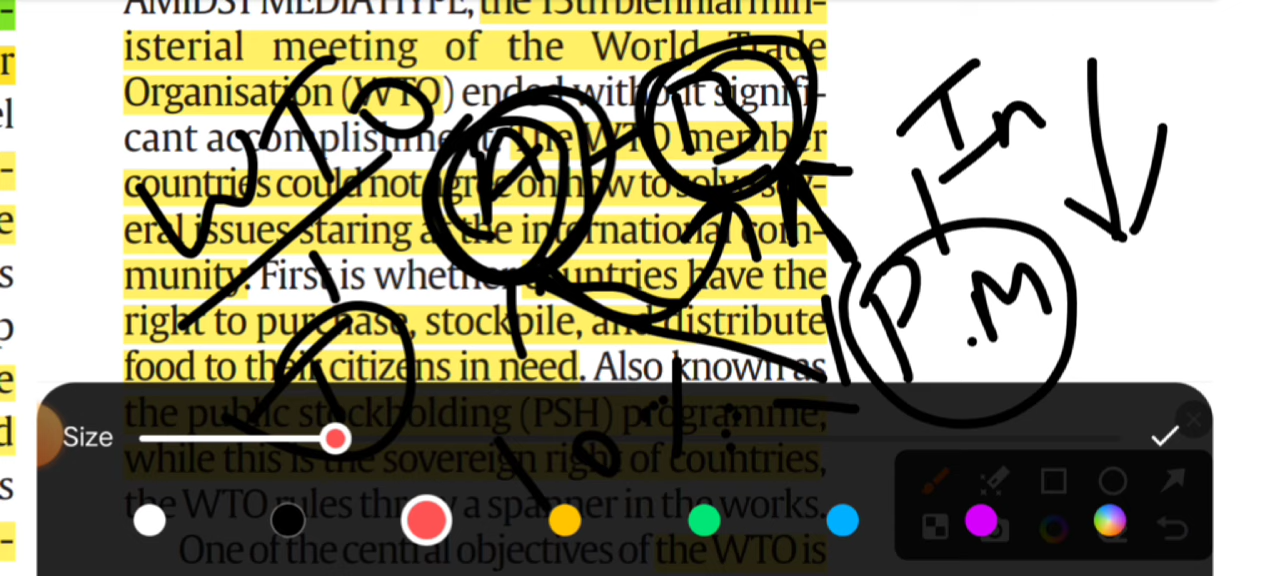 AMIDST MEDIA HYPE, the 13th biennial min-
isterial meeting of the World Trade
Organisation (WTO) ended without signifi-
cant accomplishment. The WTO member
countries could not agree on how to solve sev-
eral issues staring at the international com-
munity. First is whether countries have the
right to purchase, stockpile, and distribute
food to their citizens in need. Also known as
the public stockholding (PSH) programme,
while this is the sovereign right of countries,
the WTO rules threw a spanner in the works.
One of the central objectives of the WTO is
WTO
A
B
In
P.M
I
10%
Size